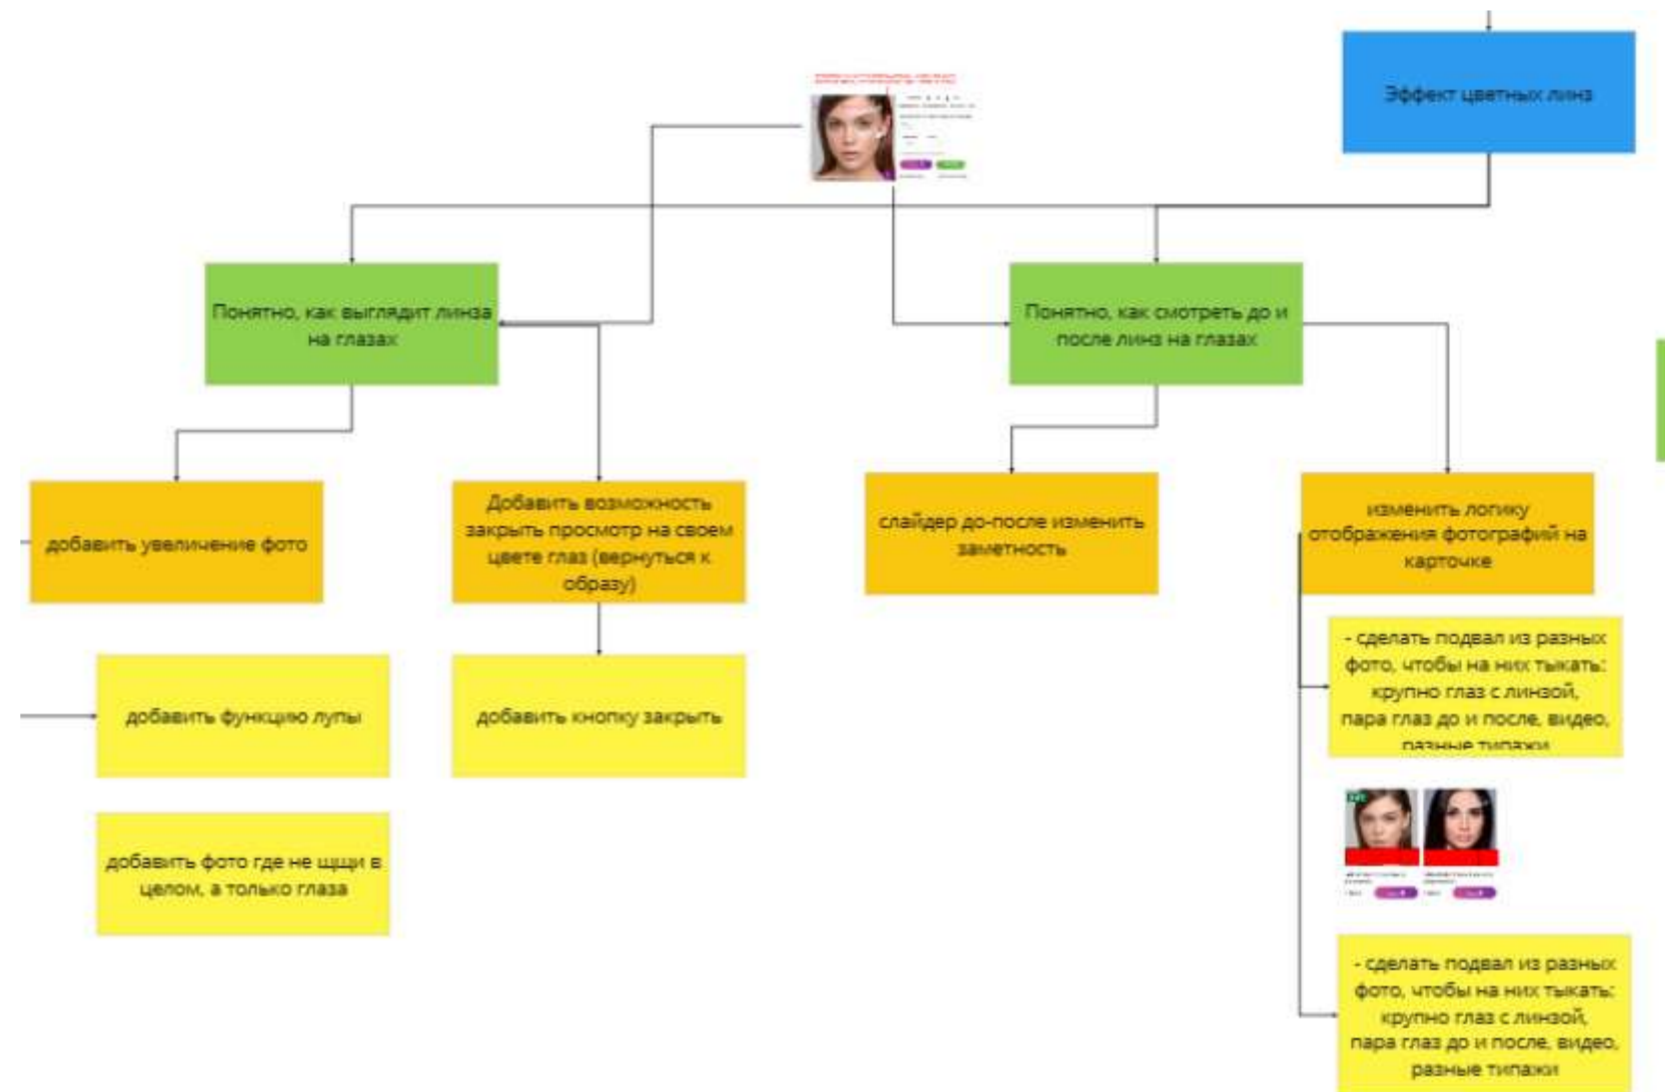 Эффект цветных линз
Понятно, как выглядит линза
на глазах
Понятно, как смотреть до и
после линз на глазах
добавить увеличение фото
Добавить возможность
закрыть просмотр на своем
цвете глаз (вернуться к
образу)
слайдер до-после изменить
заметность
изменить логику
отображения фотографий на
карточке
добавить функцию лупы
добавить кнопку закрыть
- сделать подвал из разных
фото, чтобы на них тыкать:
крупно глаз с линзой,
пара глаз до и после, видео,
разные типажи
добавить фото где не щщи в
целом, а только глаза
- сделать подвал из разных
фото, чтобы на них тыкать:
крупно глаз с линзой,
пара глаз до и после, видео,
разные типажи